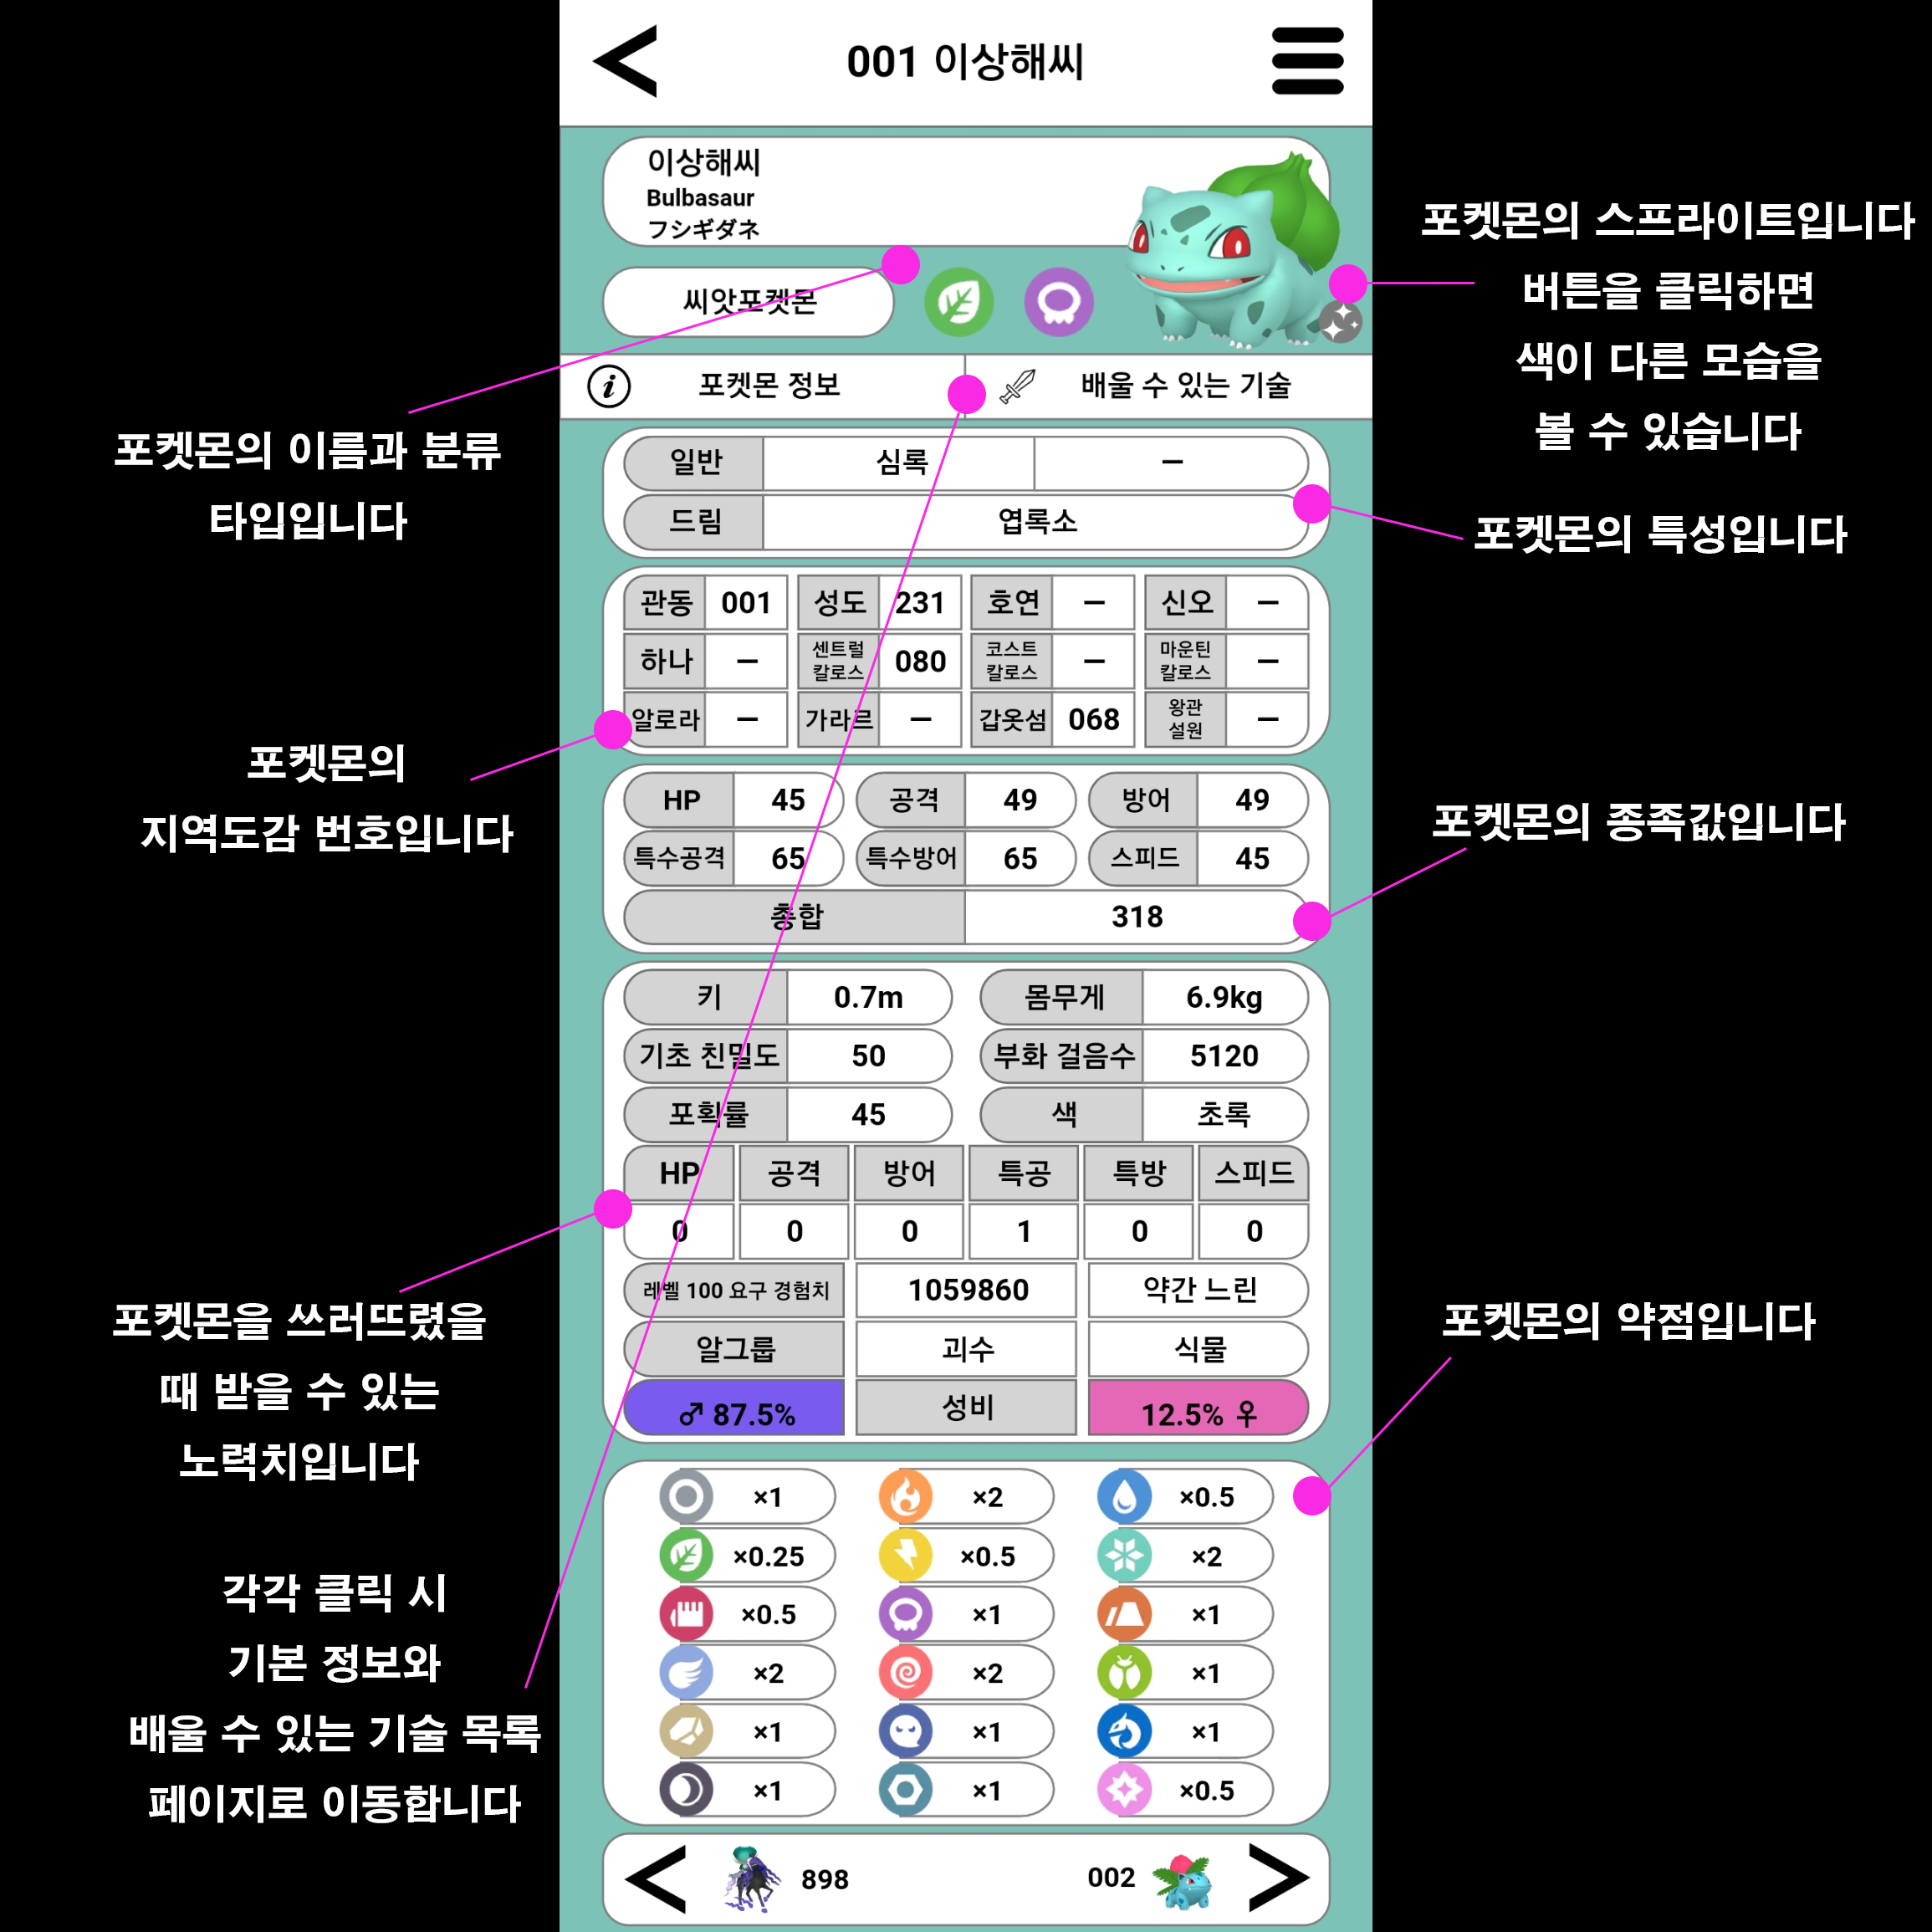 001 이상해씨
이상해씨
Bulbasaur
フシギダネ
씨앗포켓몬
포켓몬 정보
배울 수 있는 기술
일반 심록 —
드림 엽록소
관동 001 성도 231 호연 — 신오 —
하나 — 센트럴 칼로스 080 코스트 칼로스 — 마운틴 칼로스 —
알로라 — 가라르 — 갑옷섬 068 왕관 설원 —
HP 45 공격 49 방어 49
특수공격 65 특수방어 65 스피드 45
총합 318
키 0.7m 몸무게 6.9kg
기초 친밀도 50 부화 걸음수 5120
포획률 45 색 초록
HP 공격 방어 특공 특방 스피드
0 0 0 1 0 0
레벨 100 요구 경험치 1059860 약간 느린
알그룹 괴수 식물
♂ 87.5% 성비 12.5% ♀
×1 ×2 ×0.5
×0.25 ×0.5 ×2
×0.5 ×1 ×1
×2 ×2 ×1
×1 ×1 ×1
×1 ×1 ×0.5
898 002
포켓몬의 이름과 분류
타입입니다
포켓몬의
지역도감 번호입니다
포켓몬을 쓰러뜨렸을
때 받을 수 있는
노력치입니다
각각 클릭 시
기본 정보와
배울 수 있는 기술 목록
페이지로 이동합니다
포켓몬의 스프라이트입니다
버튼을 클릭하면
색이 다른 모습을
볼 수 있습니다
포켓몬의 특성입니다
포켓몬의 종족값입니다
포켓몬의 약점입니다